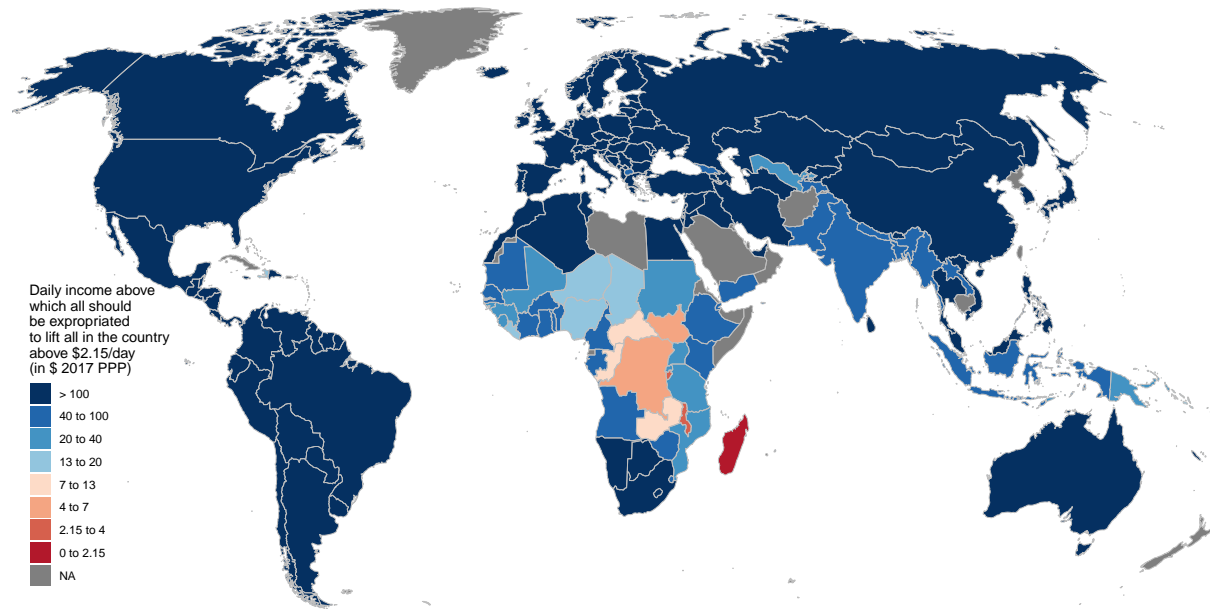 Daily income above
which all should
be expropriated
to lift all in the country
above $2.15/day
(in $ 2017 PPP)
> 100
40 to 100
20 to 40
13 to 20
7 to 13
4 to 7
2.15 to 4
0 to 2.15
NA